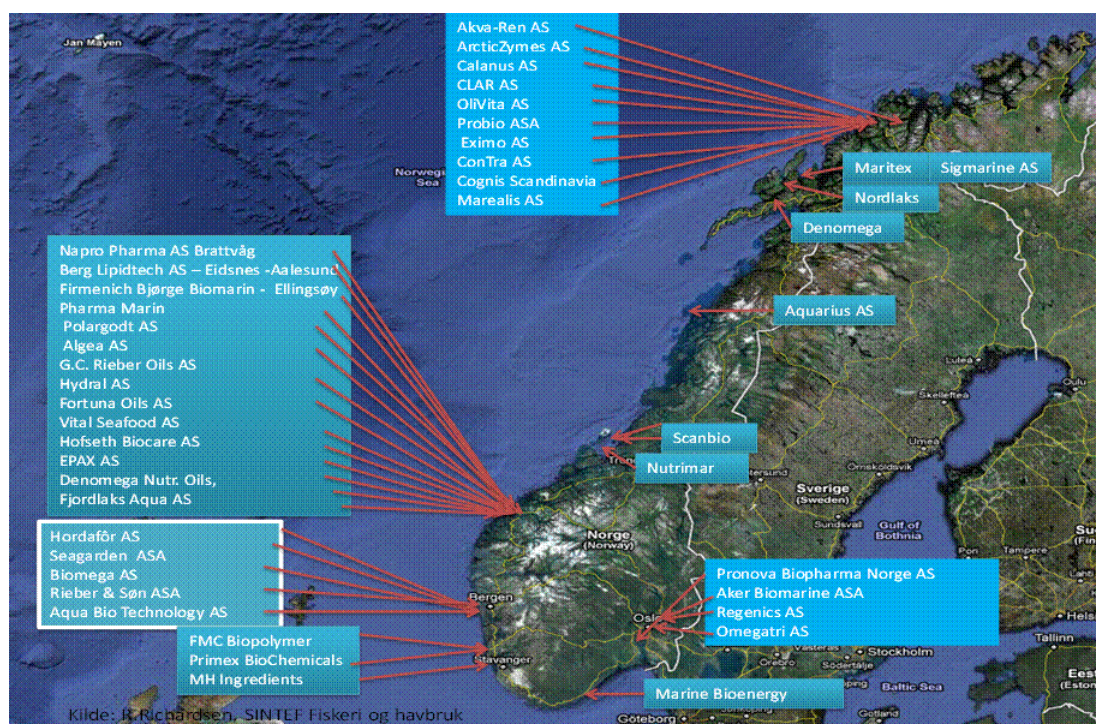 Jan Mayen
Akva-Ren AS
ArcticZymes AS
Calanus AS
CLAR AS
OliVita AS
Probio ASA
Eximo AS
ConTra AS
Cognis Scandinavia
Marealis AS
Sea
Maritex
Sigmarine AS
Nordlaks
Denomega
Aquarius AS
Napro Pharma AS Brattvåg
Berg Lipidtech AS – Eidsnes -Aalesund
Firmenich Bjørge Biomarin - Ellingsøy
Pharma Marin
Polargodt AS
Algea AS
G.C. Rieber Oils AS
Hydral AS
Fortuna Oils AS
Vital Seafood AS
Hofseth Biocare AS
EPAX AS
Denomega Nutr. Oils,
Fjordlaks Aqua AS
Luleå
Oulu
Skellefteå
Umeå
Scanbio
Nutrimar
Örnsköldsvik
Sverige
(Sweden)
Sundsvall
Gulf of
Bothnia
Pori
Tampere
Norge
(Norway)
Hordafôr AS
Seagarden ASA
Biomega AS
Rieber & Søn ASA
Aqua Bio Technology AS
Bergen
Oslo
Pronova Biopharma Norge AS
Aker Biomarine ASA
Regenics AS
Omegatri AS
FMC Biopolymer
Primex BioChemicals
MH Ingredients
Stavanger
Örebro
Västerås
Södertälje
Stockholm
Tallinn
Marine Bioenergy
Baltic Sea
Göteborg
Jönköping
Gotland
Kilde: R.Richardsen, SINTEF Fiskeri og havbruk